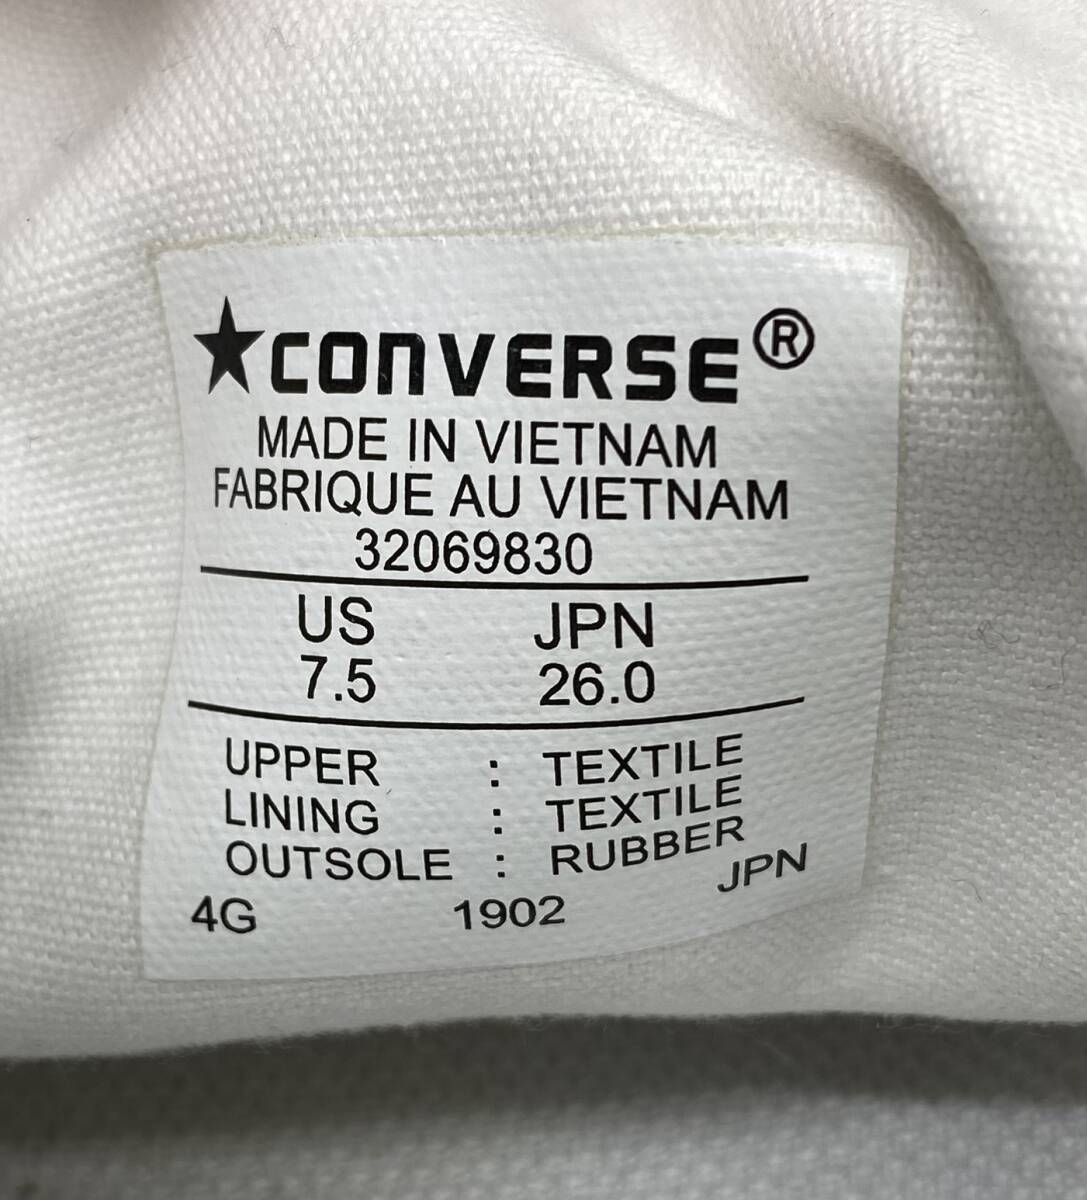 ★CONVERSE®
MADE IN VIETNAM
FABRIQUE AU VIETNAM
32069830
US JPN
7.5 26.0
UPPER : TEXTILE
LINING : TEXTILE
OUTSOLE : RUBBER
4G 1902 JPN